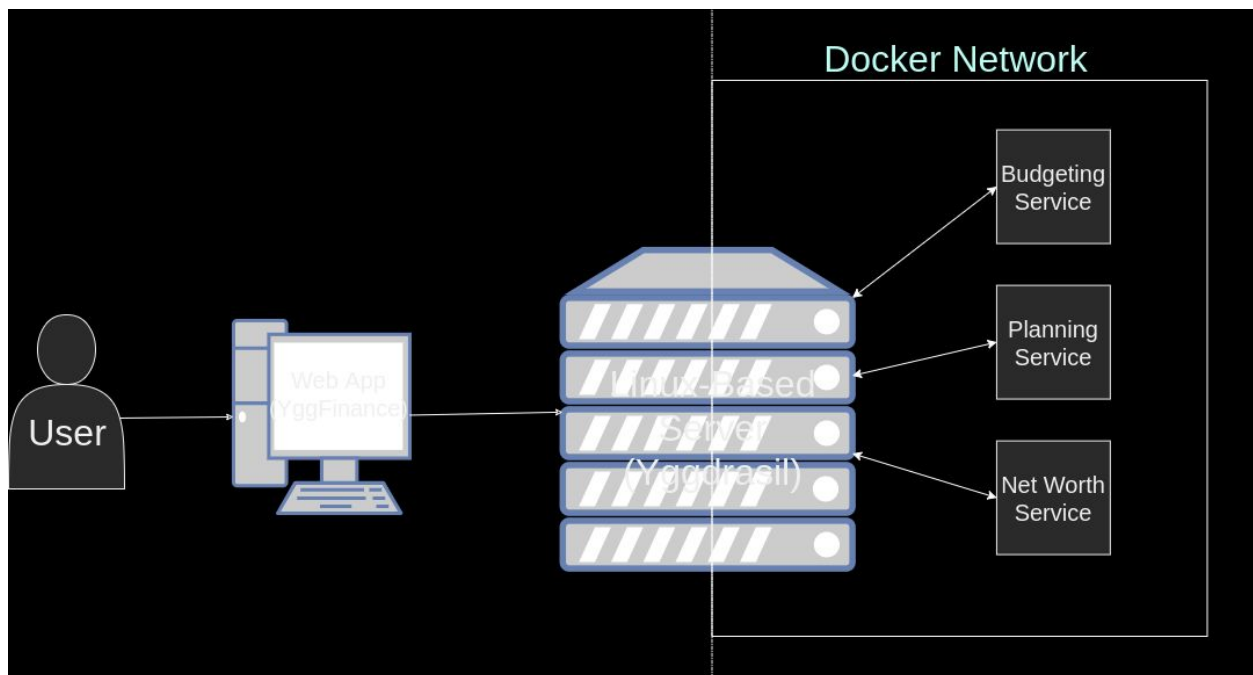 Docker Network
Budgeting
Service
Planning
Service
Net Worth
Service
Linux-Based
Server
(Yggdrasil)
Web App
(YggFinance)
User